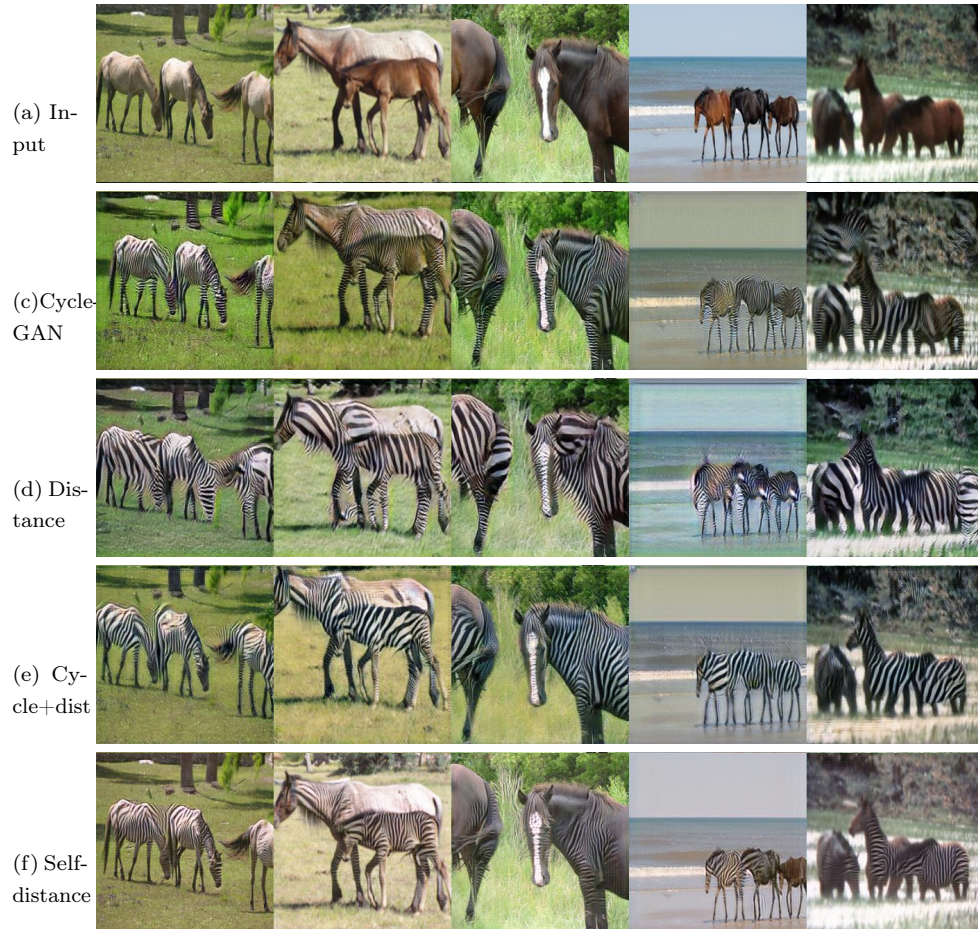 (a) In-
put
(c)Cycle-
GAN
(d) Dis-
tance
(e) Cy-
cle+dist
(f) Self-
distance